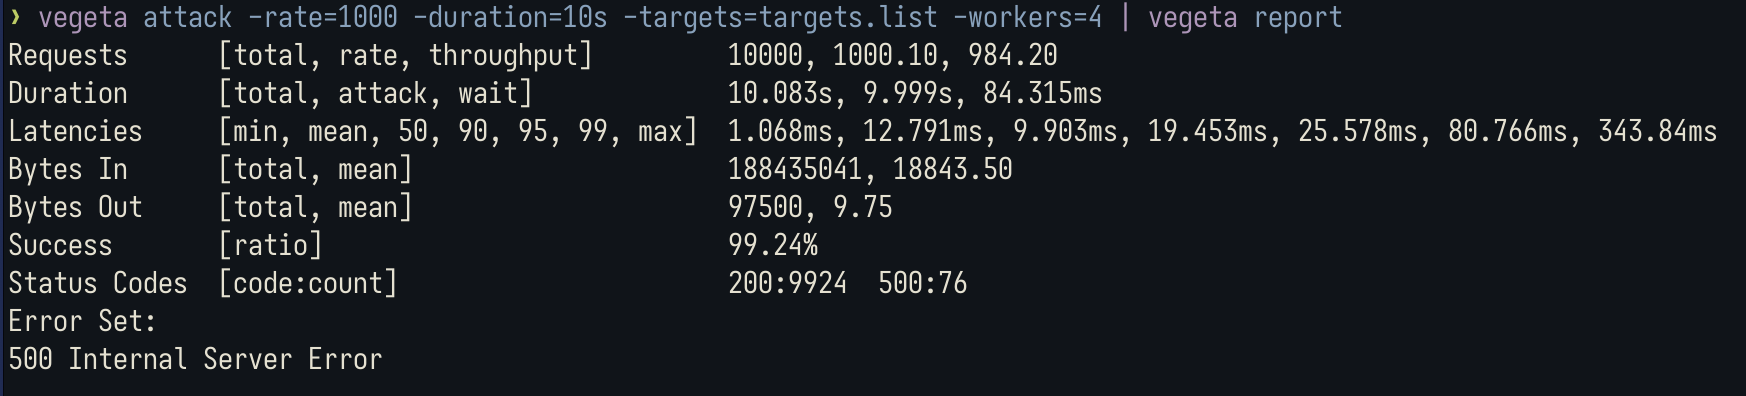 ❯ vegeta attack -rate=1000 -duration=10s -targets=targets.list -workers=4 | vegeta report
Requests      [total, rate, throughput]         10000, 1000.10, 984.20
Duration      [total, attack, wait]             10.083s, 9.999s, 84.315ms
Latencies     [min, mean, 50, 90, 95, 99, max]  1.068ms, 12.791ms, 9.903ms, 19.453ms, 25.578ms, 80.766ms, 343.84ms
Bytes In      [total, mean]                     188435041, 18843.50
Bytes Out     [total, mean]                     97500, 9.75
Success       [ratio]                           99.24%
Status Codes  [code:count]                      200:9924  500:76
Error Set:
500 Internal Server Error